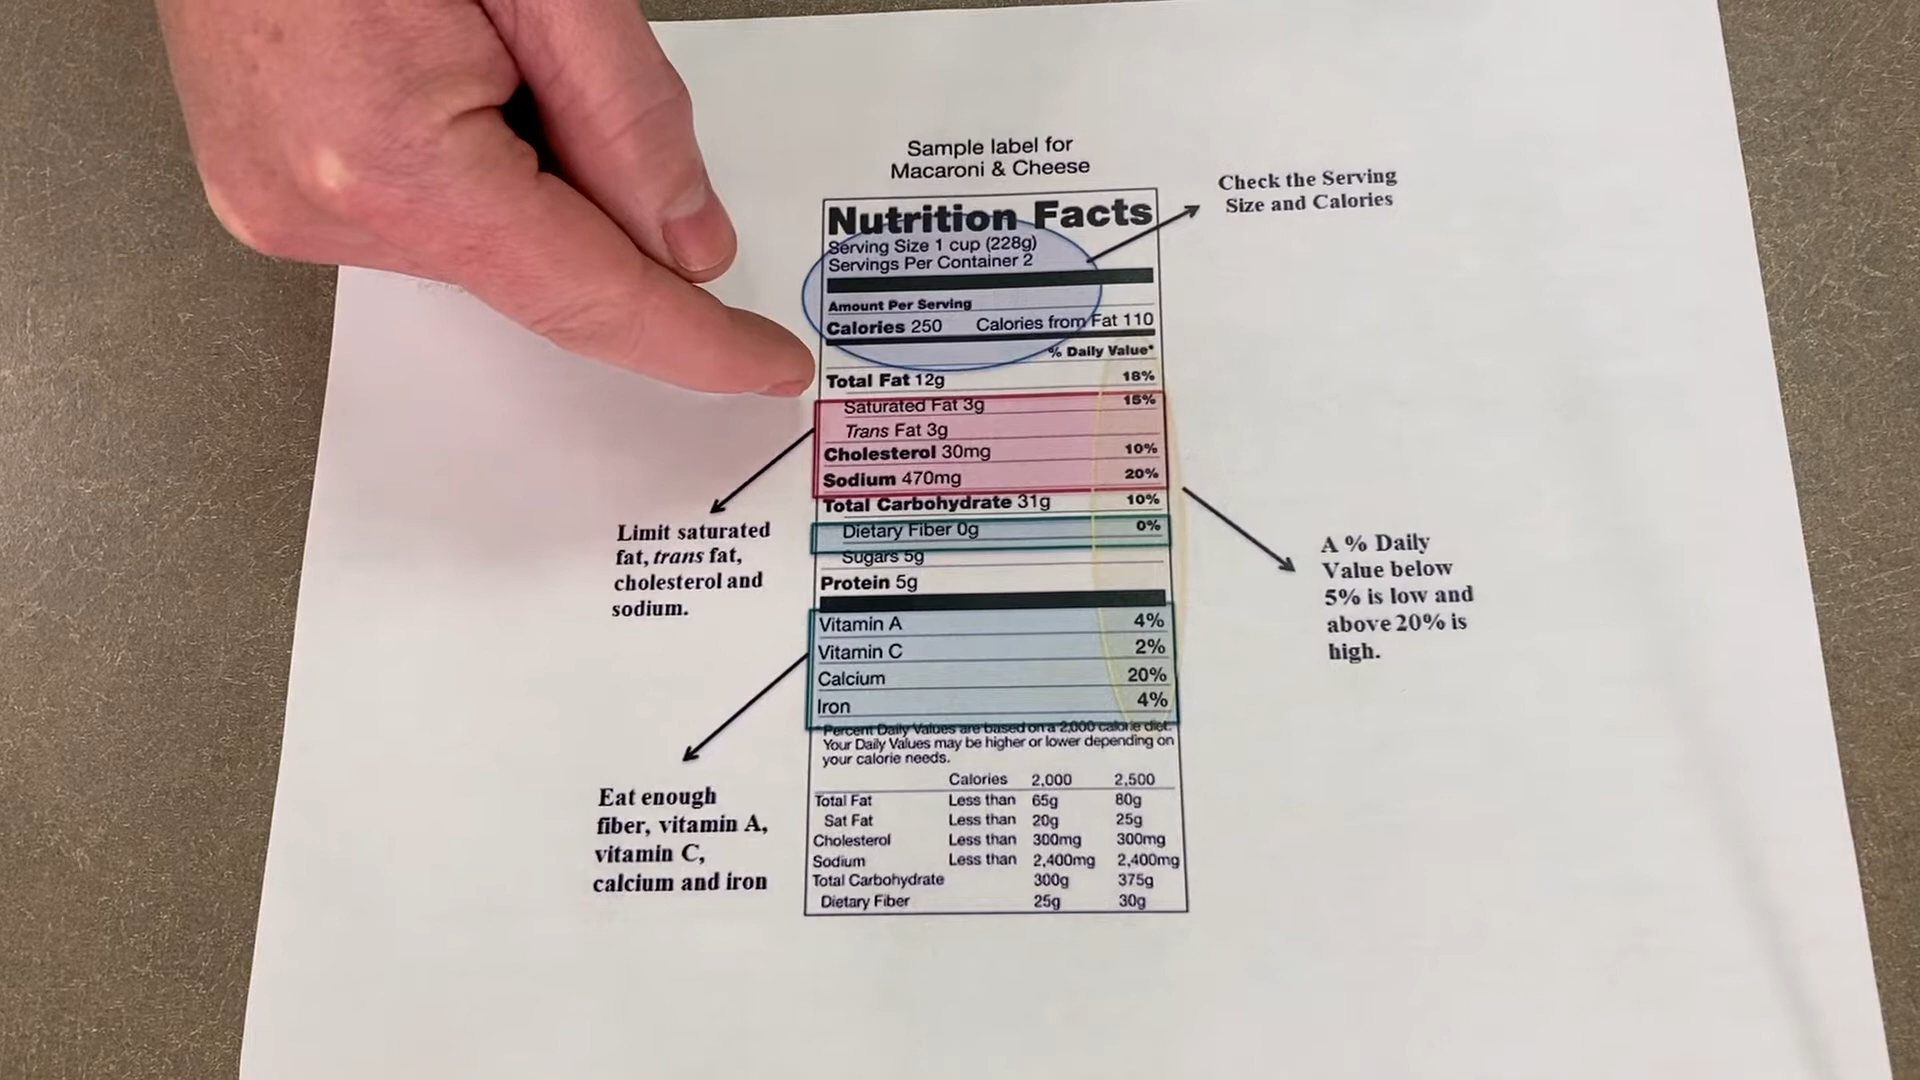 Sample label for
Macaroni & Cheese
Nutrition Facts
Serving Size 1 cup (228g)
Servings Per Container 2
Amount Per Serving
Calories 250 Calories from Fat 110
% Daily Value*
Total Fat 12g 18%
Saturated Fat 3g 15%
Trans Fat 3g
Cholesterol 30mg 10%
Sodium 470mg 20%
Total Carbohydrate 31g 10%
Dietary Fiber 0g 0%
Sugars 5g
Protein 5g
Vitamin A 4%
Vitamin C 2%
Calcium 20%
Iron 4%
*Percent Daily Values are based on a 2,000 calorie diet.
Your Daily Values may be higher or lower depending on
your calorie needs.
Calories 2,000 2,500
Total Fat Less than 65g 80g
Sat Fat Less than 20g 25g
Cholesterol Less than 300mg 300mg
Sodium Less than 2,400mg 2,400mg
Total Carbohydrate 300g 375g
Dietary Fiber 25g 30g
Check the Serving
Size and Calories
Limit saturated
fat, trans fat,
cholesterol and
sodium.
A % Daily
Value below
5% is low and
above 20% is
high.
Eat enough
fiber, vitamin A,
vitamin C,
calcium and iron